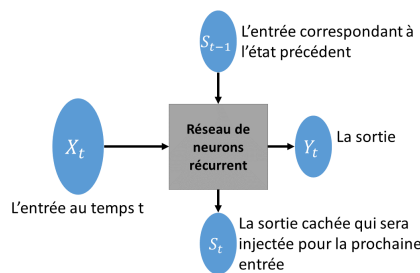 S_{t-1}
L'entrée correspondant à
l'état précédent
X_t
Réseau de
neurons
récurrent
Y_t
La sortie
L'entrée au temps t
S_t
La sortie cachée qui sera
injectée pour la prochaine
entrée